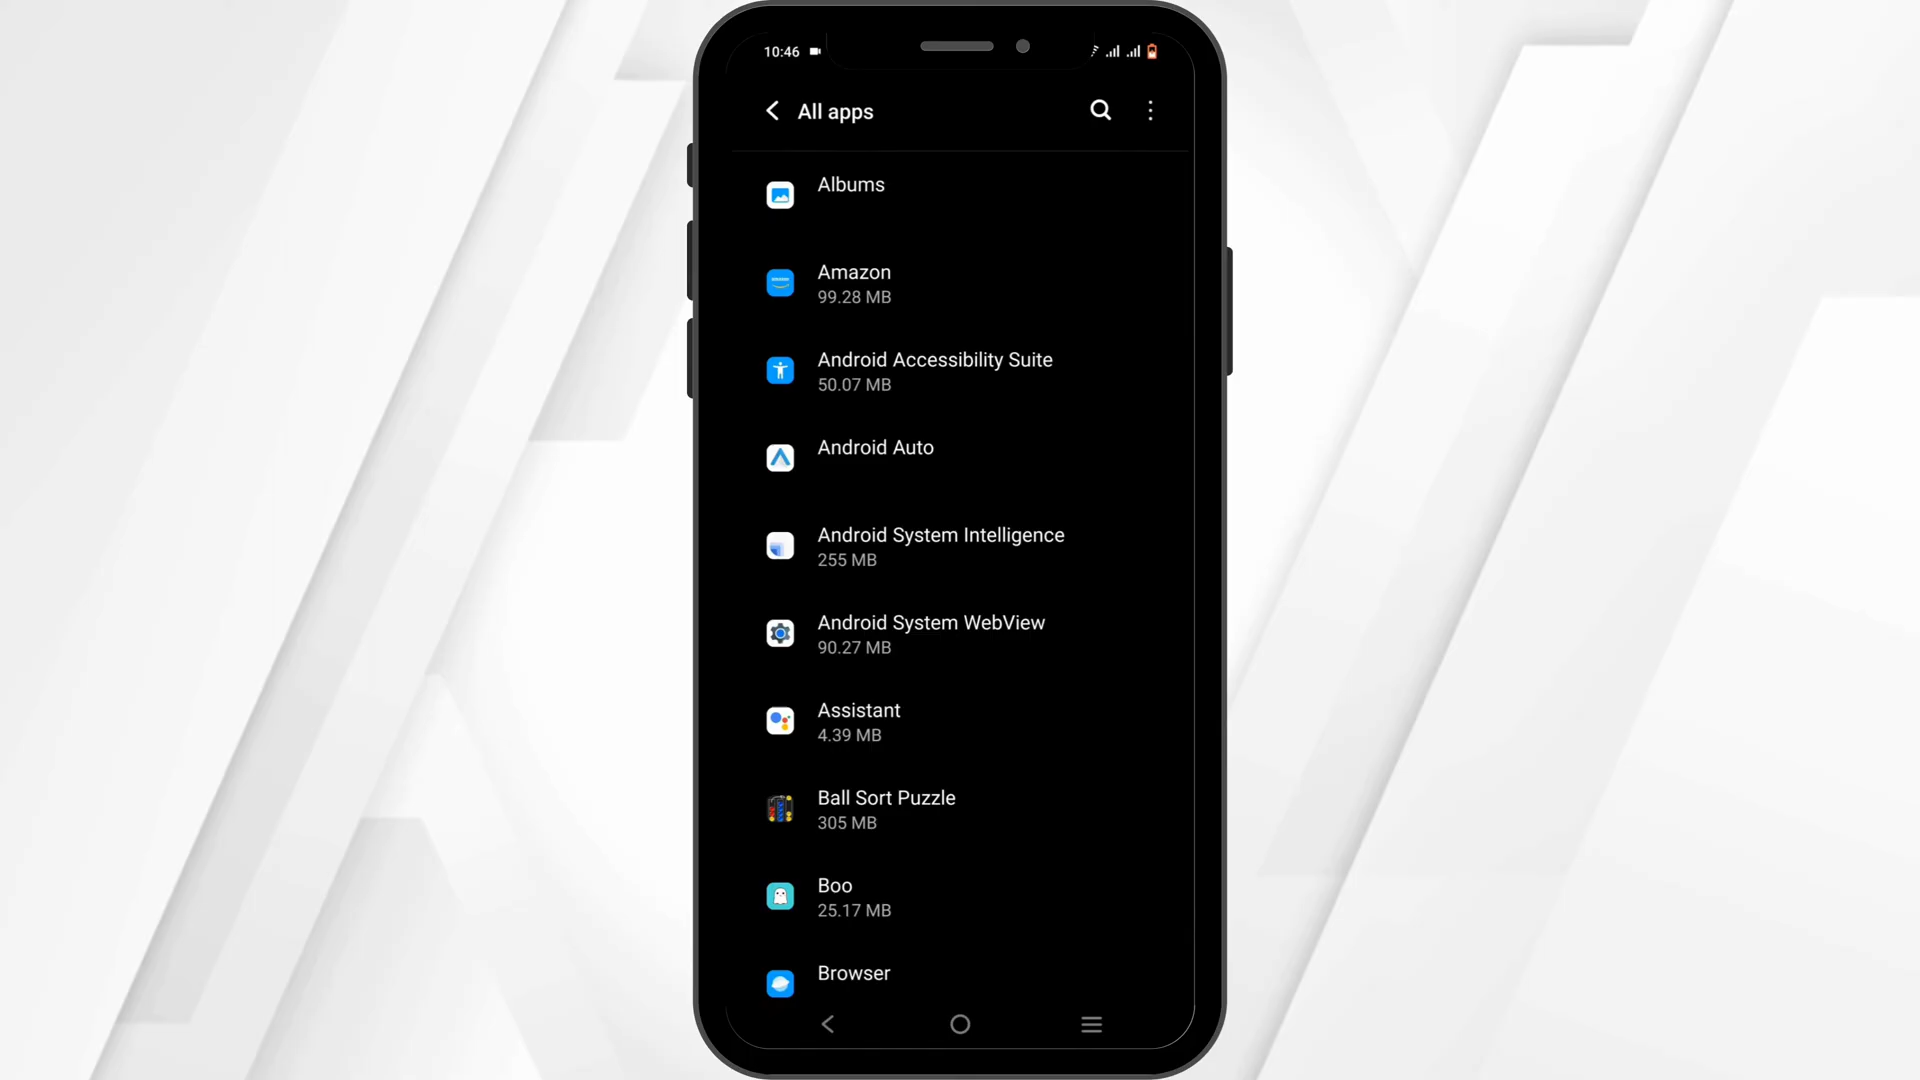 10:46
All apps
Albums
Amazon
99.28 MB
Android Accessibility Suite
50.07 MB
Android Auto
Android System Intelligence
255 MB
Android System WebView
90.27 MB
Assistant
4.39 MB
Ball Sort Puzzle
305 MB
Boo
25.17 MB
Browser